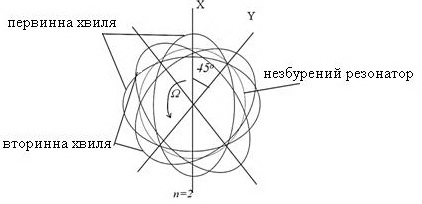 X
Y
первинна хвиля
45°
незбурений резонатор
Ω
вторинна хвиля
n=2